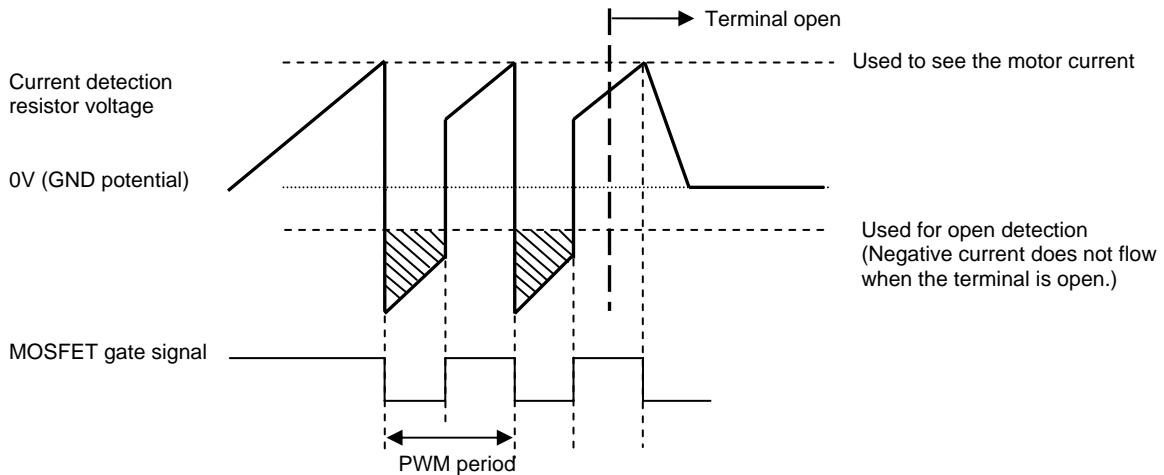 Terminal open
Used to see the motor current
Current detection
resistor voltage
0V (GND potential)
Used for open detection
(Negative current does not flow
when the terminal is open.)
MOSFET gate signal
PWM period